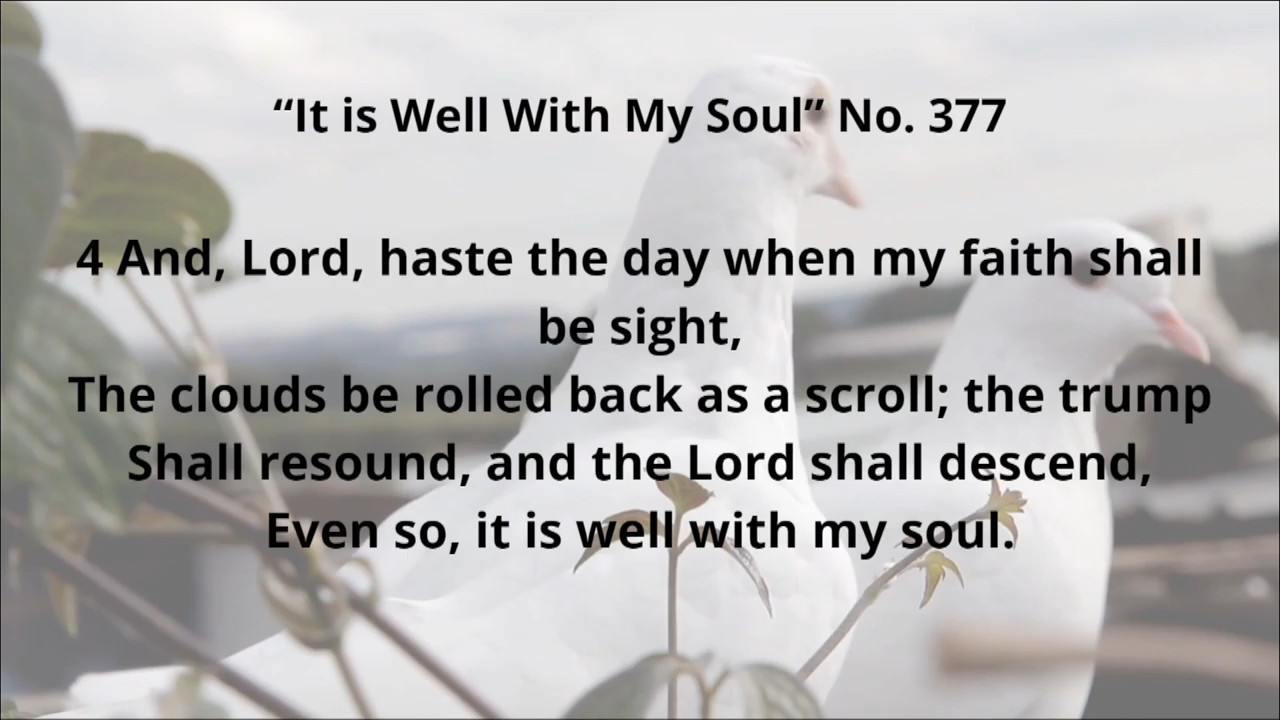 “It is Well With My Soul” No. 377
4 And, Lord, haste the day when my faith shall
be sight,
The clouds be rolled back as a scroll; the trump
Shall resound, and the Lord shall descend,
Even so, it is well with my soul.